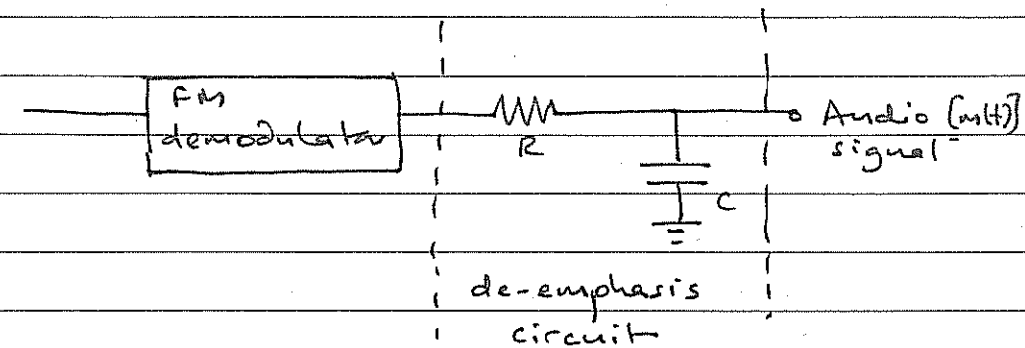 FM
demodulator
R
C
Audio [m(t)]
signal
de-emphasis
circuit